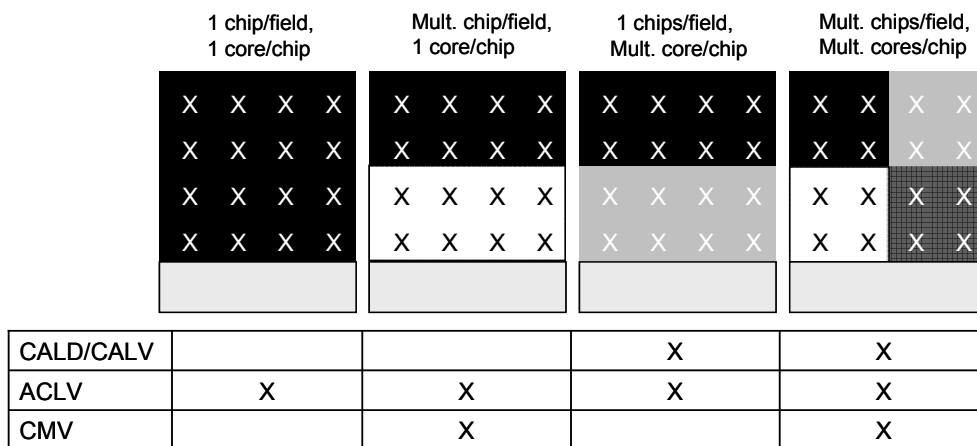 1 chip/field, Mult. chip/field, 1 chips/field, Mult. chips/field,
1 core/chip 1 core/chip Mult. core/chip Mult. cores/chip
X X X X X X X X X X X X X X X X
X X X X X X X X X X X X X X X X
X X X X X X X X X X X X X X X X
X X X X X X X X X X X X X X X X
CALD/CALV X X
ACLV X X X X
CMV X X